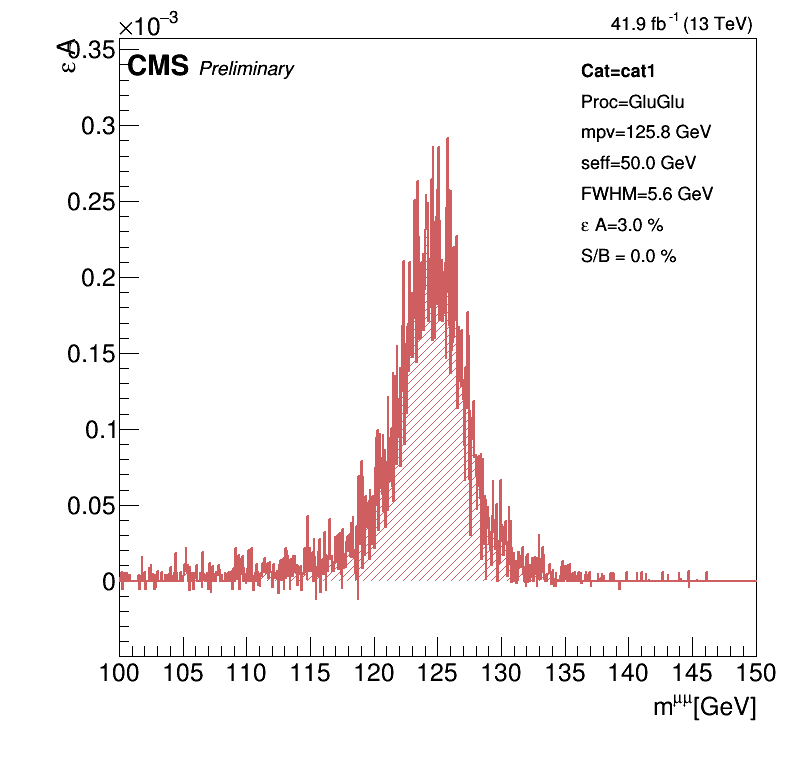 ×10⁻³
41.9 fb⁻¹ (13 TeV)
ε A
CMS Preliminary
Cat=cat1
Proc=GluGlu
mpv=125.8 GeV
seff=50.0 GeV
FWHM=5.6 GeV
ε A=3.0 %
S/B = 0.0 %
0.35
0.3
0.25
0.2
0.15
0.1
0.05
0
100 105 110 115 120 125 130 135 140 145 150
m^μμ[GeV]